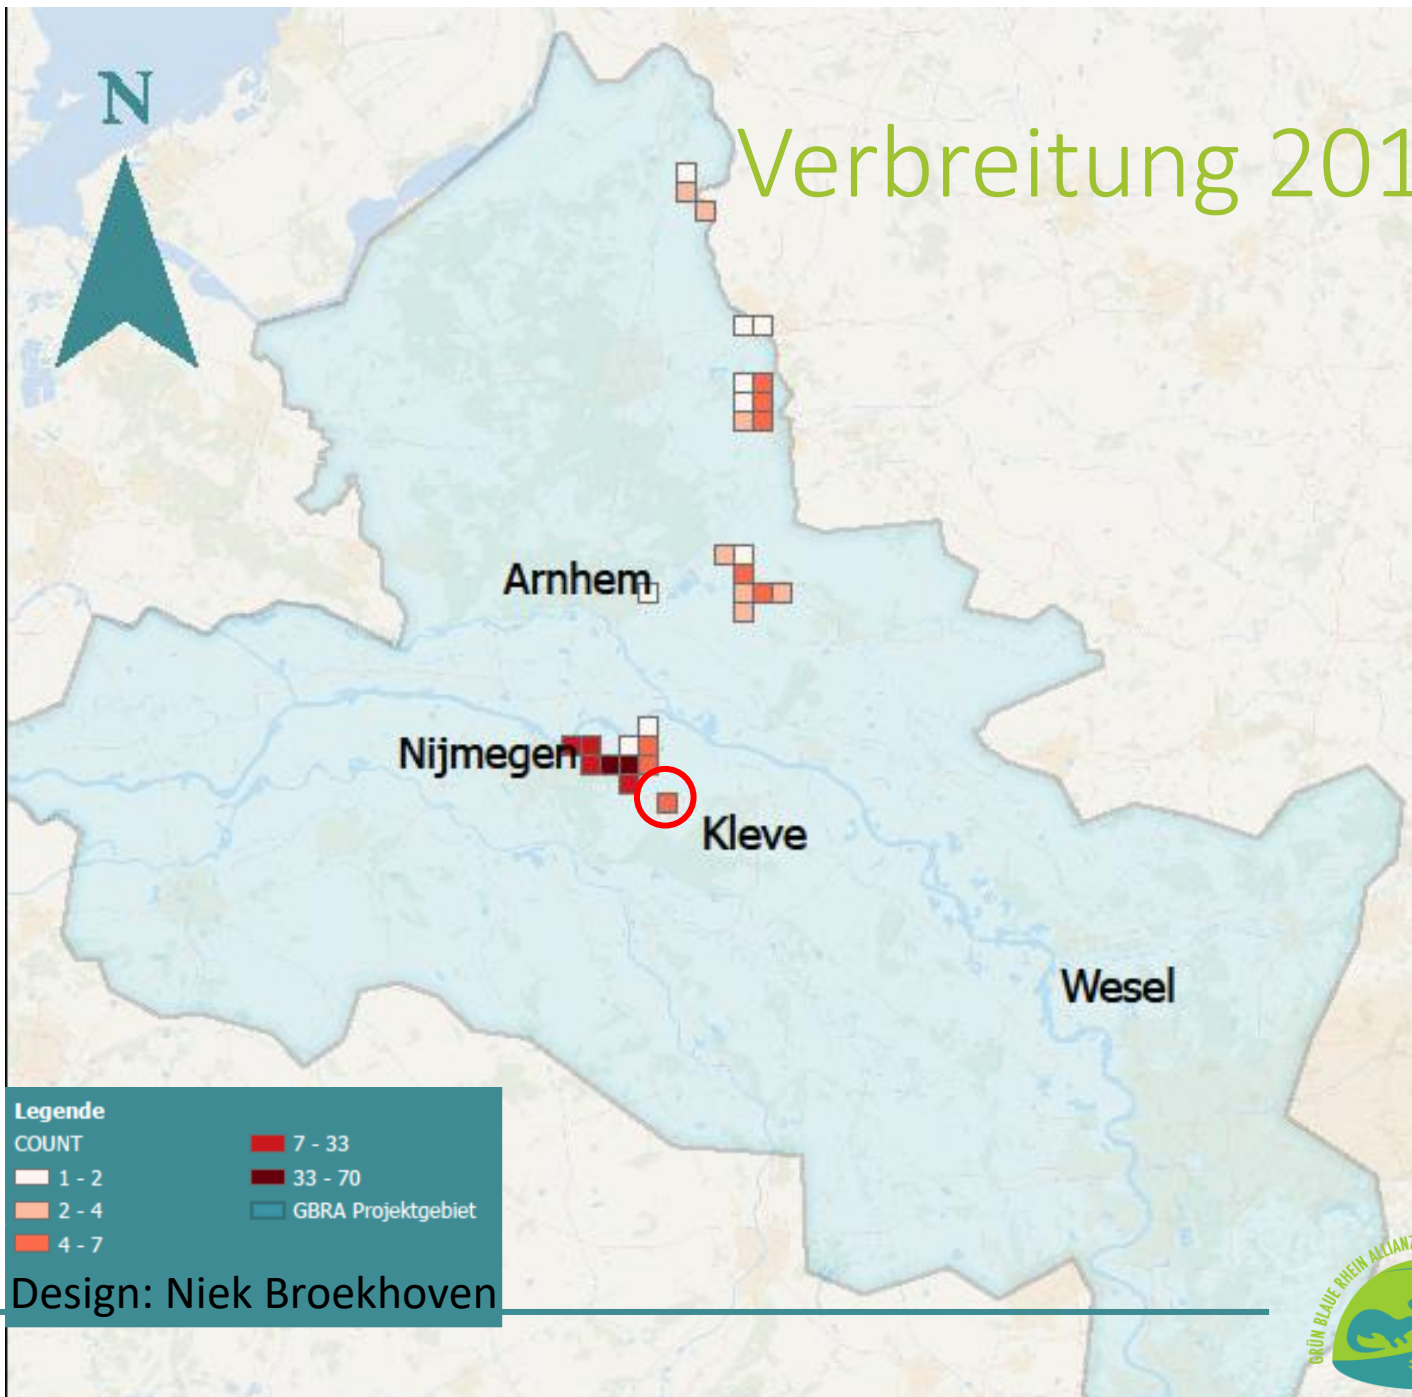 N
Verbreitung 201
Arnhem
Nijmegen
Kleve
Wesel
Legende
COUNT
1 - 2
2 - 4
4 - 7
7 - 33
33 - 70
GBRA Projektgebiet
Design: Niek Broekhoven
GRÜN BLAUE RHEIN ALLIANZ